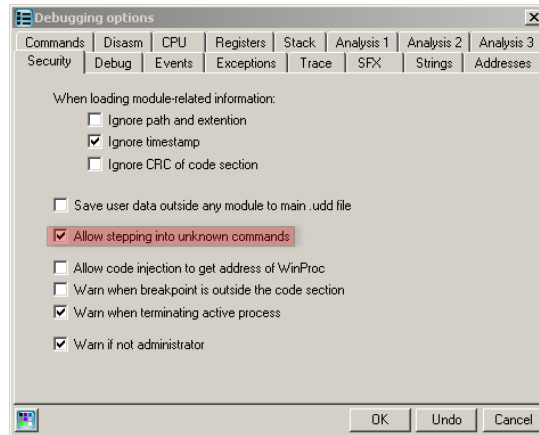 Debugging options
Commands Disasm CPU Registers Stack Analysis 1 Analysis 2 Analysis 3
Security Debug Events Exceptions Trace SFX Strings Addresses
When loading module-related information:
Ignore path and extention
Ignore timestamp
Ignore CRC of code section
Save user data outside any module to main .udd file
Allow stepping into unknown commands
Allow code injection to get address of WinProc
Warn when breakpoint is outside the code section
Warn when terminating active process
Warn if not administrator
OK Undo Cancel